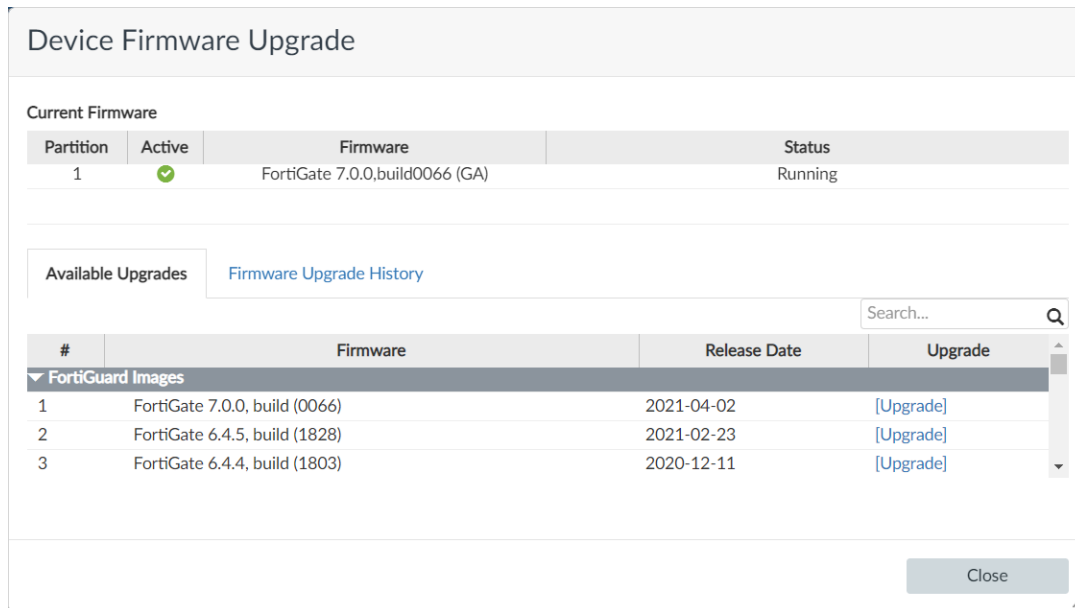 Device Firmware Upgrade
Current Firmware
Partition Active Firmware Status
1 FortiGate 7.0.0,build0066 (GA) Running
Available Upgrades Firmware Upgrade History
Search...
# Firmware Release Date Upgrade
FortiGuard Images
1 FortiGate 7.0.0, build (0066) 2021-04-02 [Upgrade]
2 FortiGate 6.4.5, build (1828) 2021-02-23 [Upgrade]
3 FortiGate 6.4.4, build (1803) 2020-12-11 [Upgrade]
Close